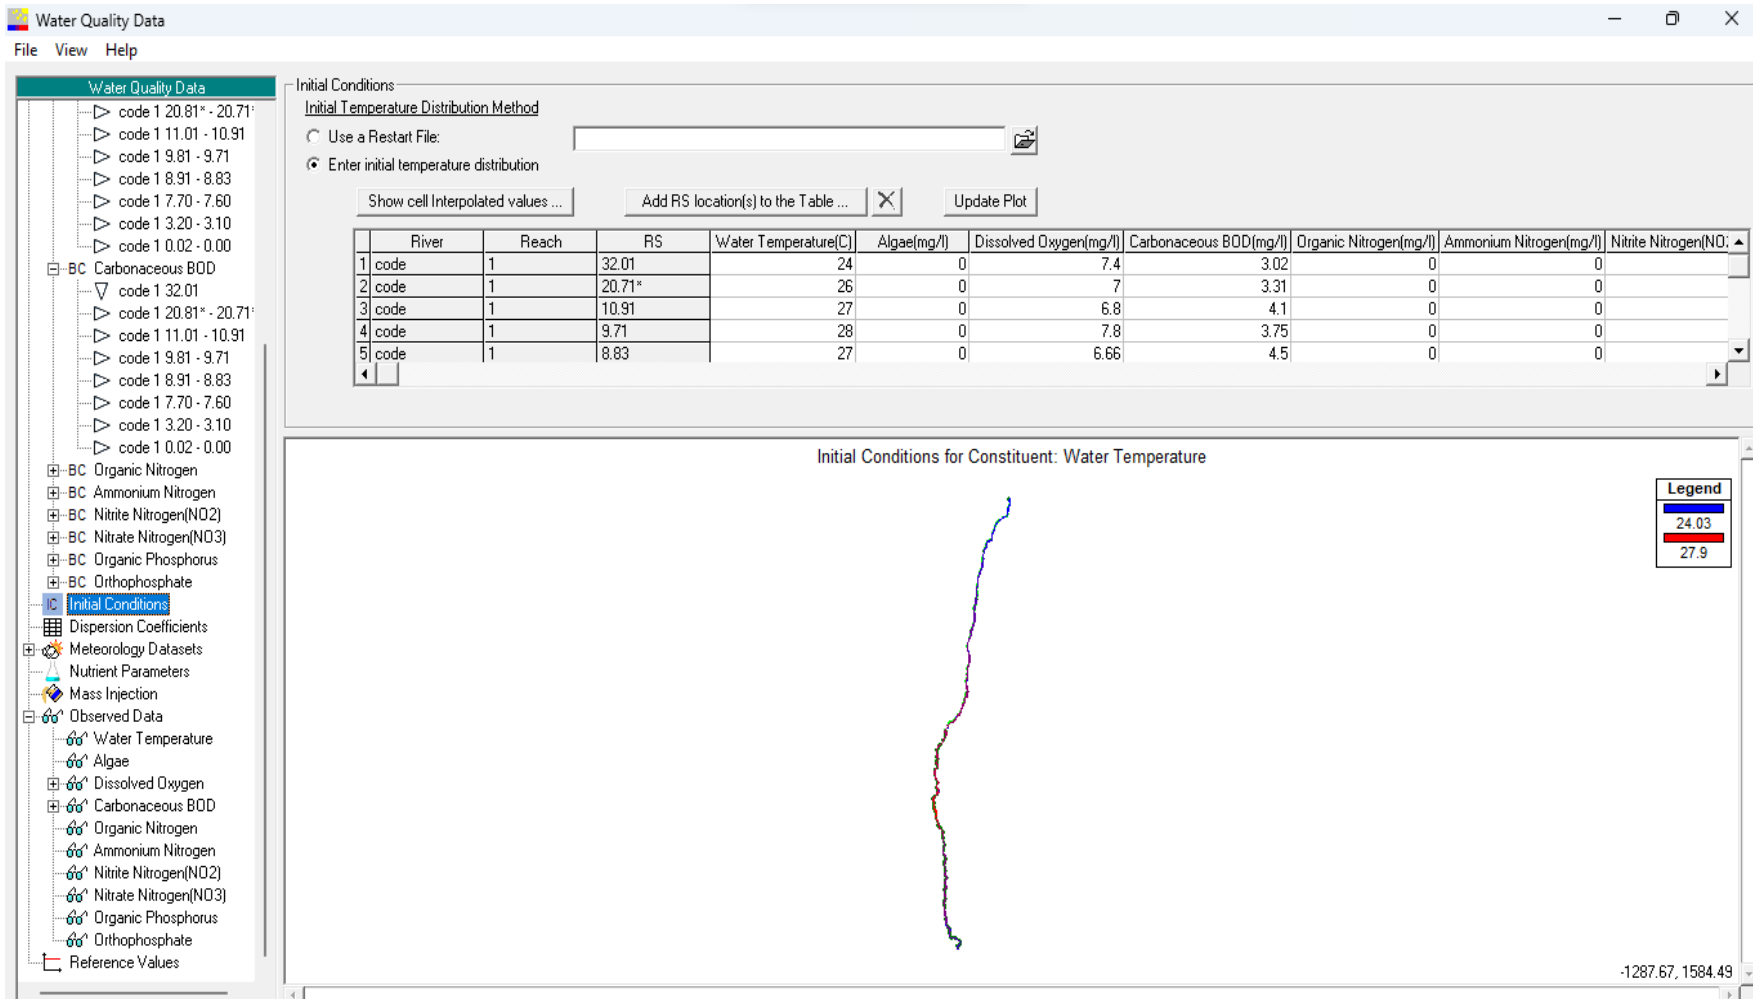 Water Quality Data
File View Help
Water Quality Data
code 1 20.81* - 20.71*
code 1 11.01 - 10.91
code 1 9.81 - 9.71
code 1 8.91 - 8.83
code 1 7.70 - 7.60
code 1 3.20 - 3.10
code 1 0.02 - 0.00
BC Carbonaceous BOD
code 1 32.01
code 1 20.81* - 20.71*
code 1 11.01 - 10.91
code 1 9.81 - 9.71
code 1 8.91 - 8.83
code 1 7.70 - 7.60
code 1 3.20 - 3.10
code 1 0.02 - 0.00
BC Organic Nitrogen
BC Ammonium Nitrogen
BC Nitrite Nitrogen(NO2)
BC Nitrate Nitrogen(NO3)
BC Organic Phosphorus
BC Orthophosphate
IC Initial Conditions
Dispersion Coefficients
Meteorology Datasets
Nutrient Parameters
Mass Injection
Observed Data
Water Temperature
Algae
Dissolved Oxygen
Carbonaceous BOD
Organic Nitrogen
Ammonium Nitrogen
Nitrite Nitrogen(NO2)
Nitrate Nitrogen(NO3)
Organic Phosphorus
Orthophosphate
Reference Values
Initial Conditions
Initial Temperature Distribution Method
Use a Restart File:
Enter initial temperature distribution
Show cell Interpolated values ... Add RS location(s) to the Table ... Update Plot
River Reach RS Water Temperature(C) Algae(mg/l) Dissolved Oxygen(mg/l) Carbonaceous BOD(mg/l) Organic Nitrogen(mg/l) Ammonium Nitrogen(mg/l) Nitrite Nitrogen(NO2
1 code 1 32.01 24 0 7.4 3.02 0 0
2 code 1 20.71* 26 0 7 3.31 0 0
3 code 1 10.91 27 0 6.8 4.1 0 0
4 code 1 9.71 28 0 7.8 3.75 0 0
5 code 1 8.83 27 0 6.66 4.5 0 0
Initial Conditions for Constituent: Water Temperature
Legend
24.03
27.9
-1287.67, 1584.49